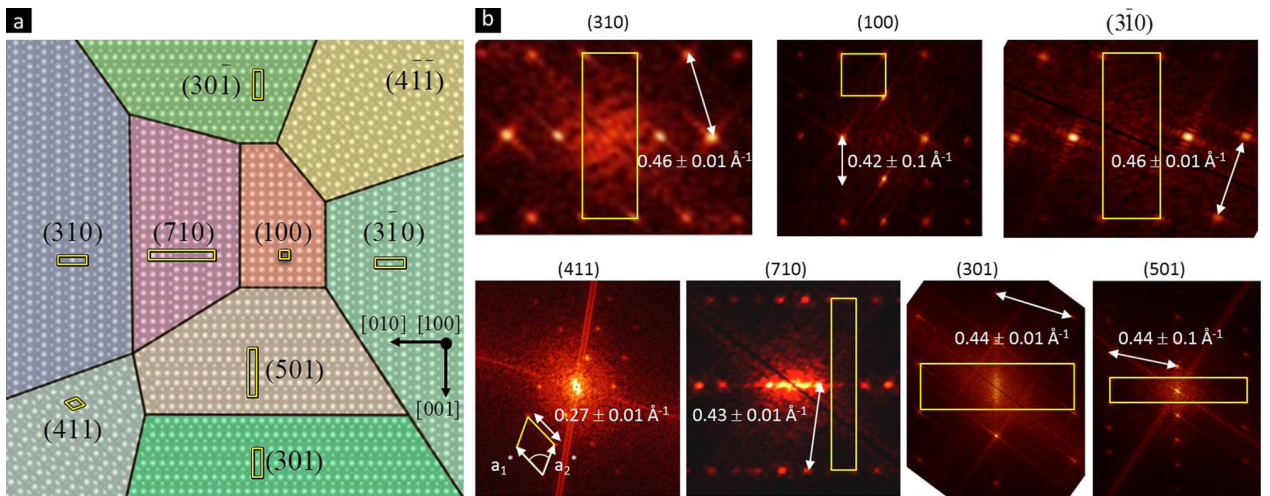 a
(301̄)
(41̄1̄)
(310)
(710)
(100)
(31̄0)
[010] [100]
[001]
(501)
(411)
(301)
b
(310)
(100)
(3̄1̄0)
0.46 ± 0.01 Å-1
0.42 ± 0.1 Å-1
0.46 ± 0.01 Å-1
(411)
(710)
(301)
(501)
0.27 ± 0.01 Å-1
a1* a2*
0.43 ± 0.01 Å-1
0.44 ± 0.01 Å-1
0.44 ± 0.1 Å-1